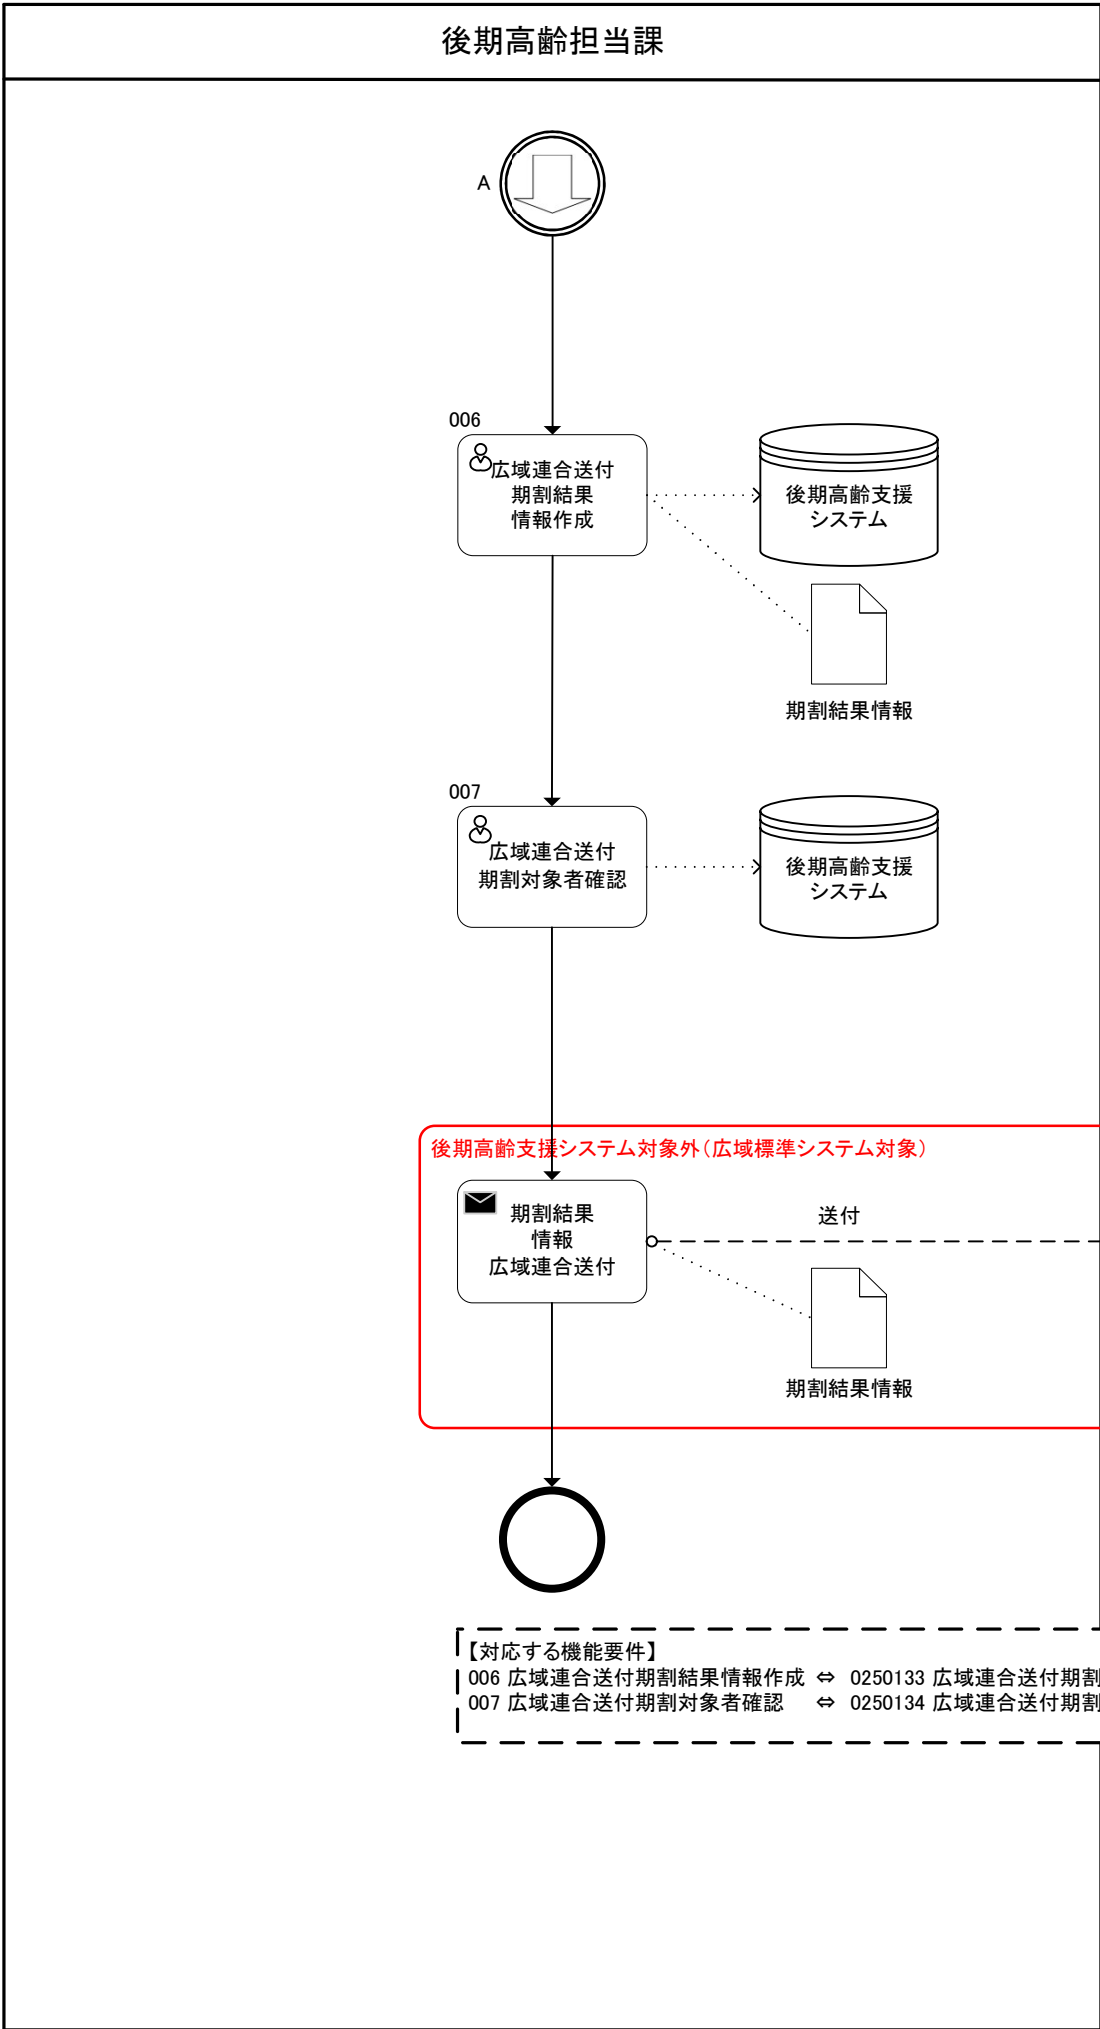 後期高齢担当課
A
006
広域連合送付
期割結果
情報作成
後期高齢支援
システム
期割結果情報
007
広域連合送付
期割対象者確認
後期高齢支援
システム
後期高齢支援システム対象外（広域標準システム対象）
期割結果
情報
広域連合送付
送付
期割結果情報
【対応する機能要件】
006 広域連合送付期割結果情報作成 ⇔ 0250133 広域連合送付期割
007 広域連合送付期割対象者確認 ⇔ 0250134 広域連合送付期割